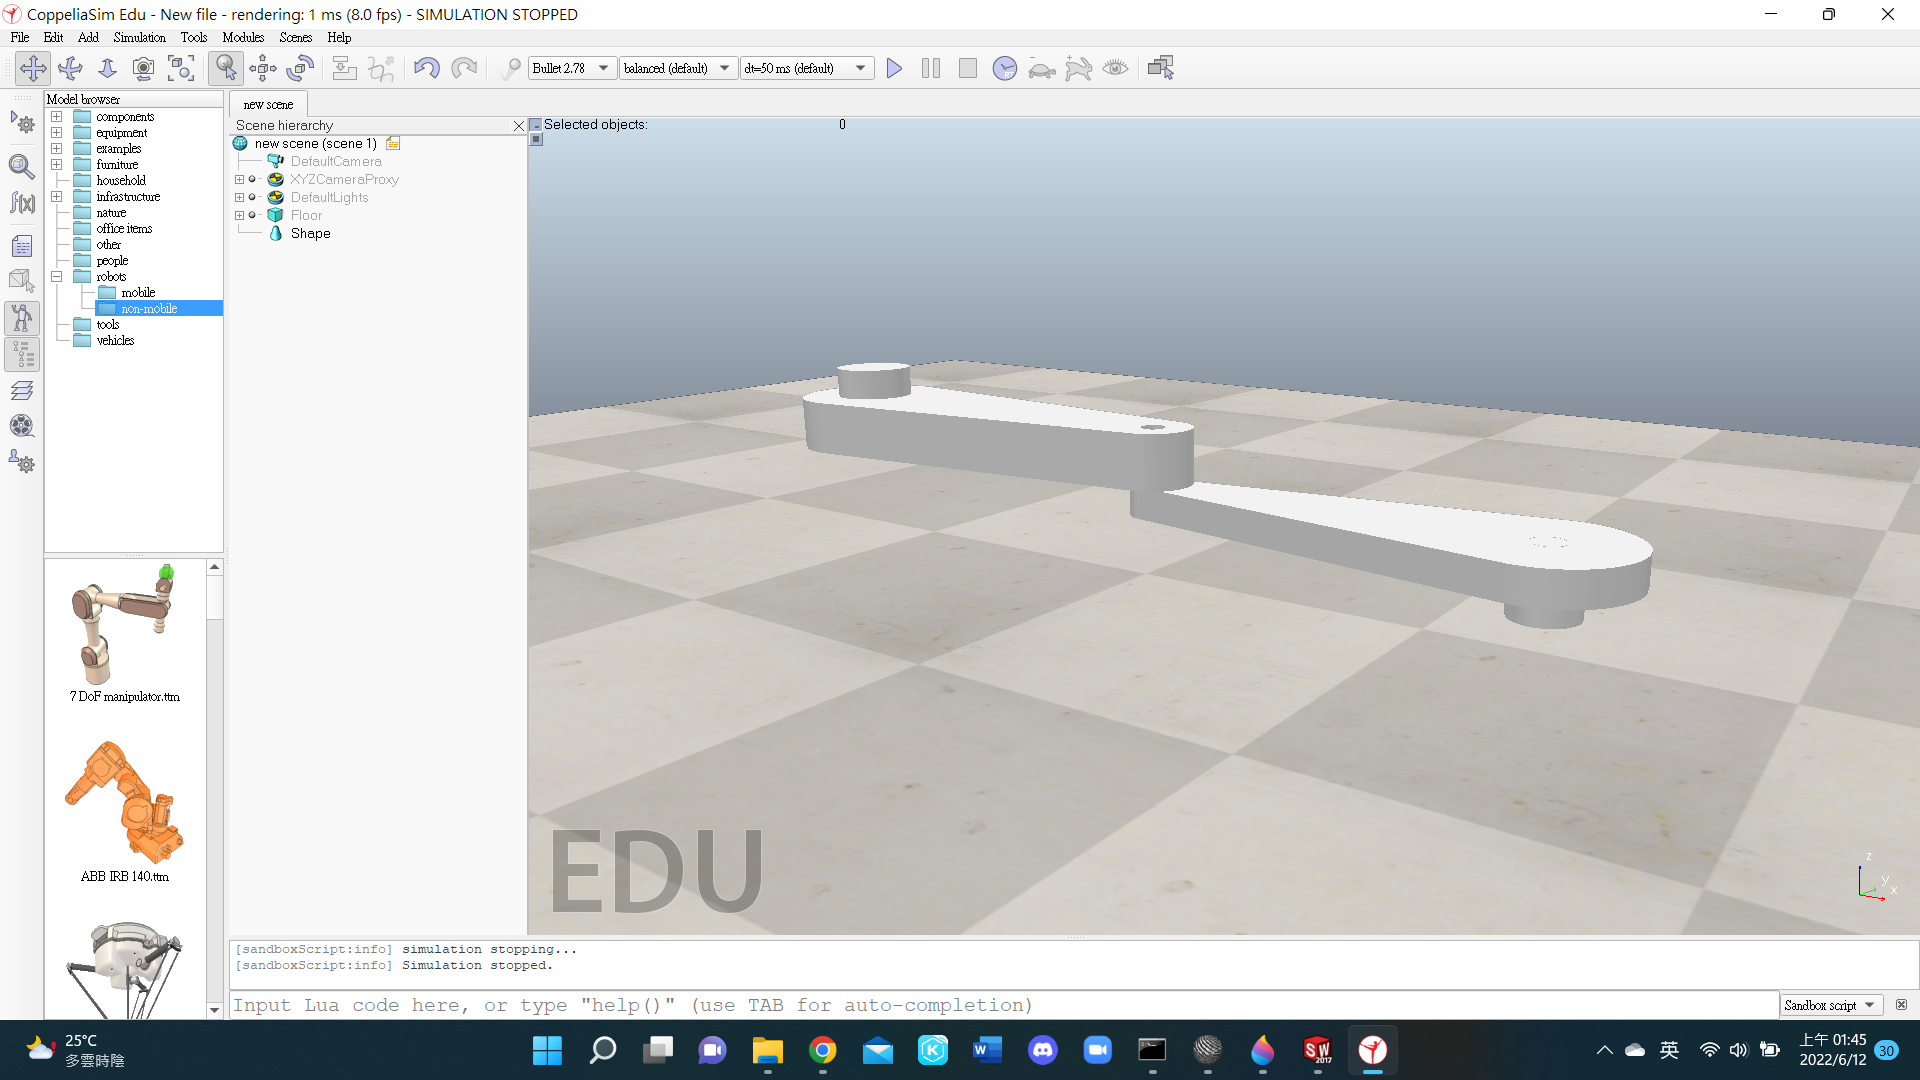 CoppeliaSim Edu - New file - rendering: 1 ms (8.0 fps) - SIMULATION STOPPED
File Edit Add Simulation Tools Modules Scenes Help
Bullet 2.78 balanced (default) dt=50 ms (default) RT
Model browser
components
equipment
examples
furniture
household
infrastructure
nature
office items
other
people
robots
mobile
non-mobile
tools
vehicles
7 DoF manipulator.ttm
ABB IRB 140.ttm
new scene
Scene hierarchy
new scene (scene 1)
DefaultCamera
XYZCameraProxy
DefaultLights
Floor
Shape
f(x)
Selected objects: 0
EDU
z
y
x
[sandboxScript:info] simulation stopping...
[sandboxScript:info] Simulation stopped.
Input Lua code here, or type "help()" (use TAB for auto-completion)
Sandbox script
25°C
多雲時陰
K
W
SW
2017
英
上午 01:45
2022/6/12
30